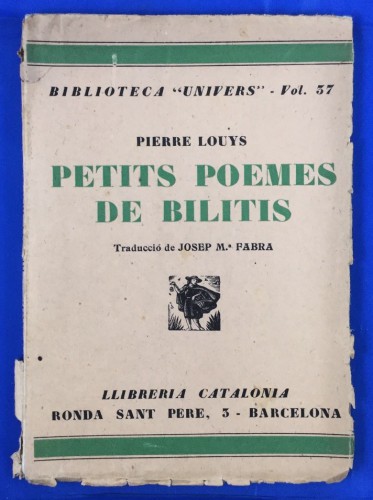 BIBLIOTECA “UNIVERS” - Vol. 37
PIERRE LOUYS
PETITS POEMES
DE BILITIS
Traducció de JOSEP M.ª FABRA
LLIBRERIA CATALÒNIA
RONDA SANT PERE, 3 - BARCELONA